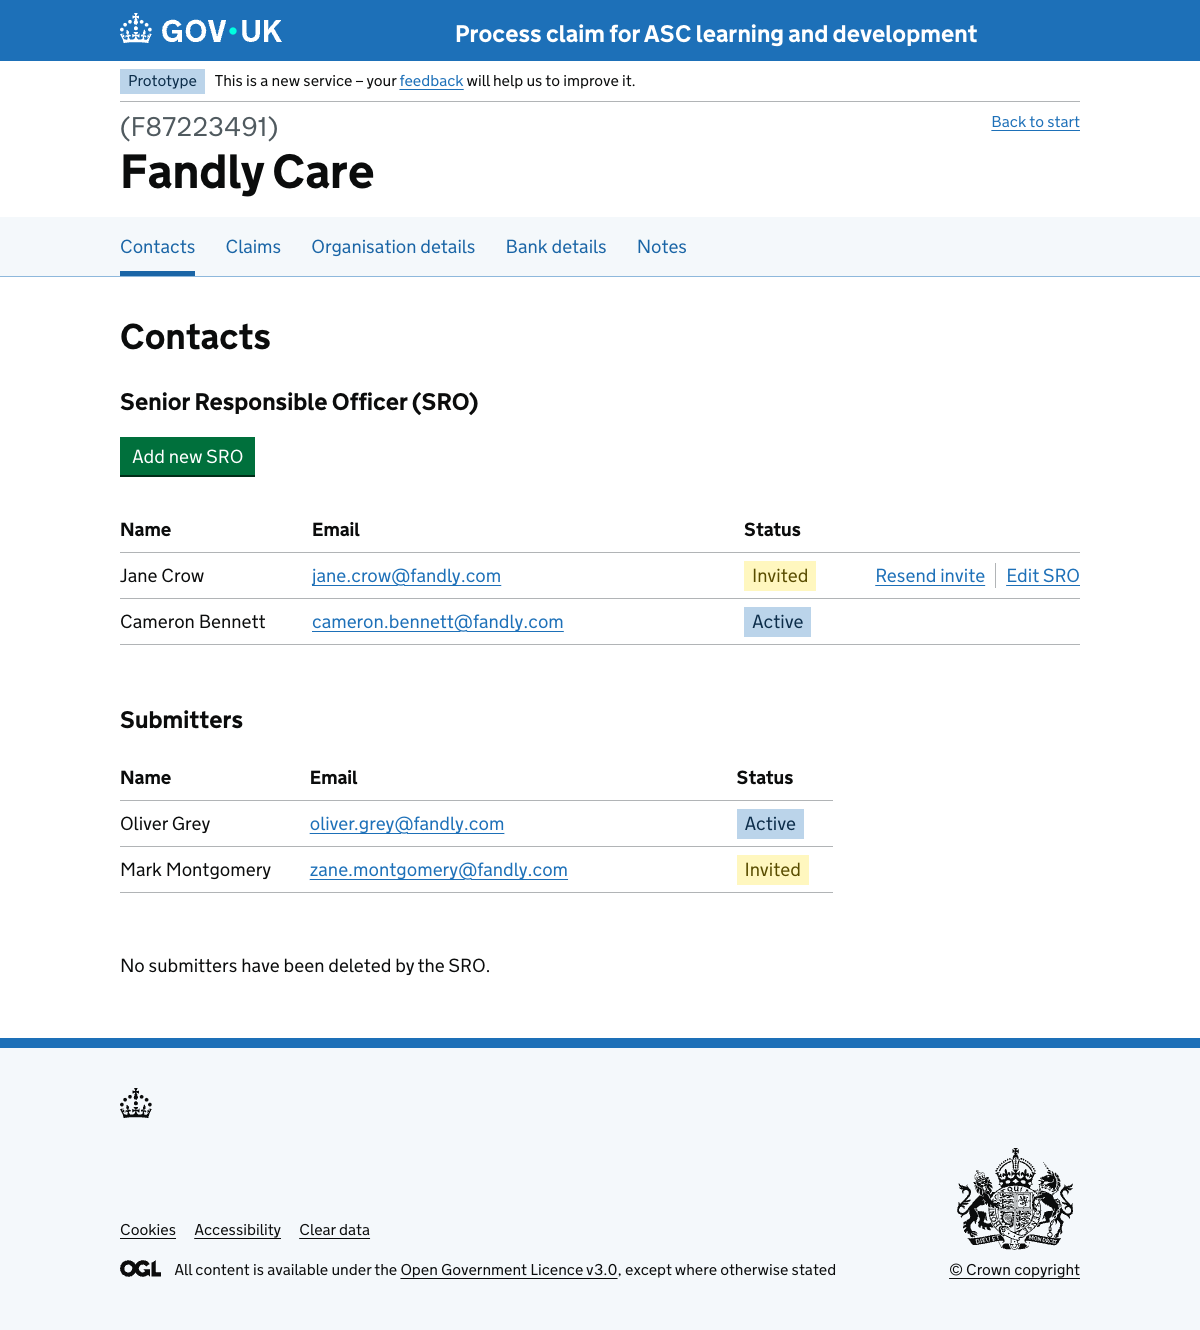 GOV•UK Process claim for ASC learning and development
Prototype This is a new service – your feedback will help us to improve it.
(F87223491) Back to start
Fandly Care
Contacts Claims Organisation details Bank details Notes
Contacts
Senior Responsible Officer (SRO)
Add new SRO
Name Email Status
Jane Crow jane.crow@fandly.com Invited Resend invite Edit SRO
Cameron Bennett cameron.bennett@fandly.com Active
Submitters
Name Email Status
Oliver Grey oliver.grey@fandly.com Active
Mark Montgomery zane.montgomery@fandly.com Invited
No submitters have been deleted by the SRO.
Cookies Accessibility Clear data
OGL All content is available under the Open Government Licence v3.0, except where otherwise stated © Crown copyright